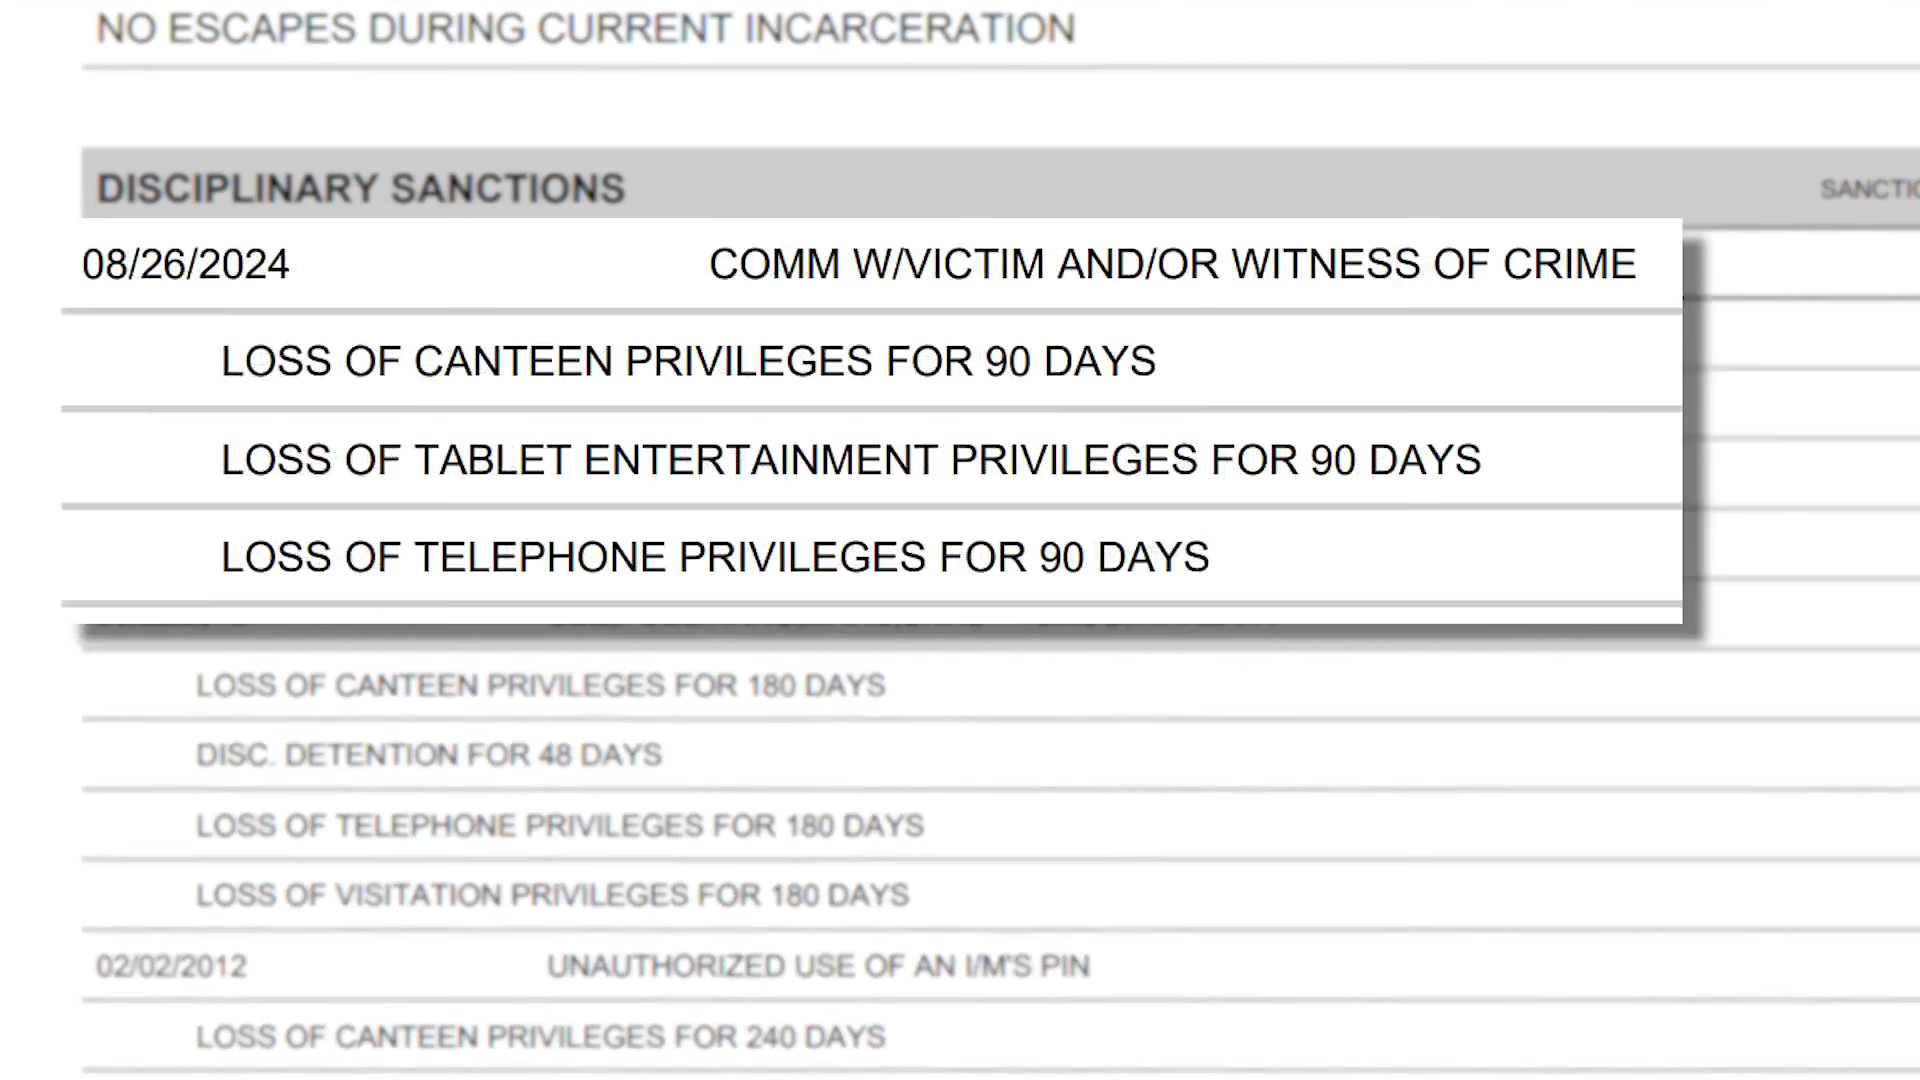 NO ESCAPES DURING CURRENT INCARCERATION
DISCIPLINARY SANCTIONS
08/26/2024 COMM W/VICTIM AND/OR WITNESS OF CRIME
LOSS OF CANTEEN PRIVILEGES FOR 90 DAYS
LOSS OF TABLET ENTERTAINMENT PRIVILEGES FOR 90 DAYS
LOSS OF TELEPHONE PRIVILEGES FOR 90 DAYS
LOSS OF CANTEEN PRIVILEGES FOR 180 DAYS
DISC. DETENTION FOR 48 DAYS
LOSS OF TELEPHONE PRIVILEGES FOR 180 DAYS
LOSS OF VISITATION PRIVILEGES FOR 180 DAYS
02/02/2012 UNAUTHORIZED USE OF AN I/M'S PIN
LOSS OF CANTEEN PRIVILEGES FOR 240 DAYS